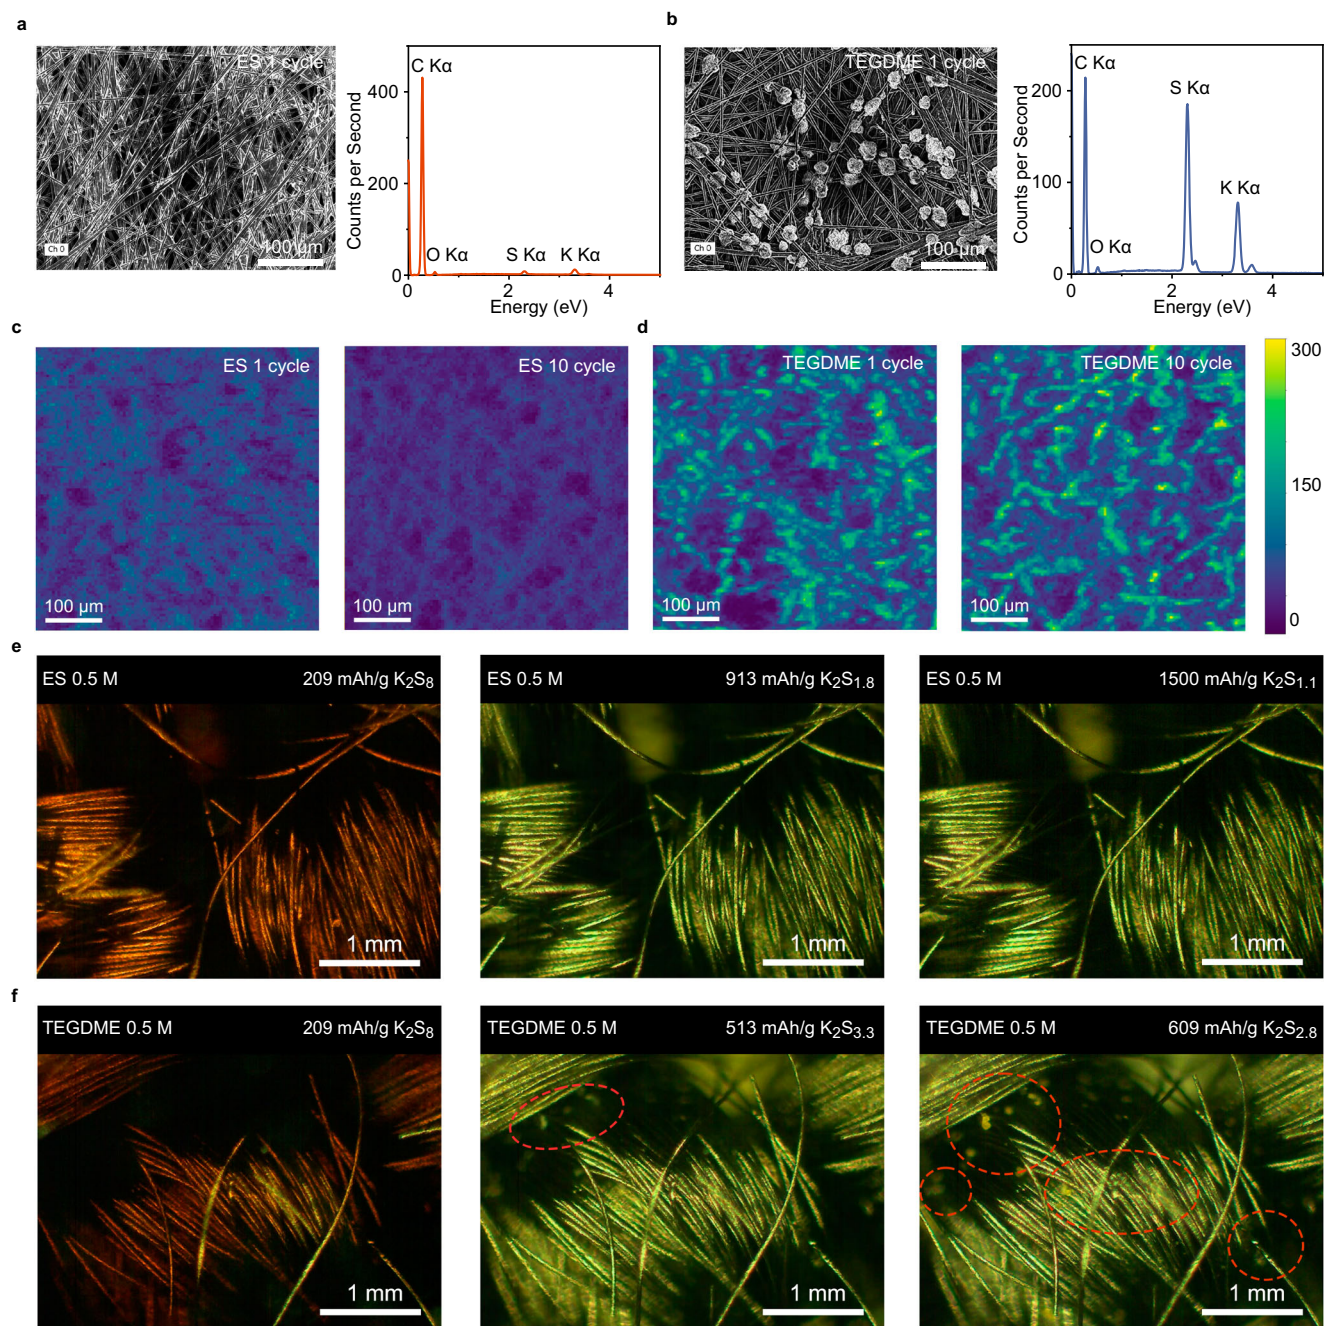 a
ES 1 cycle
Ch 0
100 µm
Counts per Second
400
200
0
C Kα
O Kα
S Kα
K Kα
0
2
4
Energy (eV)
b
TEGDME 1 cycle
Ch 0
100 µm
Counts per Second
200
100
0
C Kα
O Kα
S Kα
K Kα
0
2
4
Energy (eV)
c
ES 1 cycle
100 µm
ES 10 cycle
100 µm
d
TEGDME 1 cycle
100 µm
TEGDME 10 cycle
100 µm
300
150
0
e
ES 0.5 M 209 mAh/g K₂S₈
1 mm
ES 0.5 M 913 mAh/g K₂S₁.₈
1 mm
ES 0.5 M 1500 mAh/g K₂S₁.₁
1 mm
f
TEGDME 0.5 M 209 mAh/g K₂S₈
1 mm
TEGDME 0.5 M 513 mAh/g K₂S₃.₃
1 mm
TEGDME 0.5 M 609 mAh/g K₂S₂.₈
1 mm